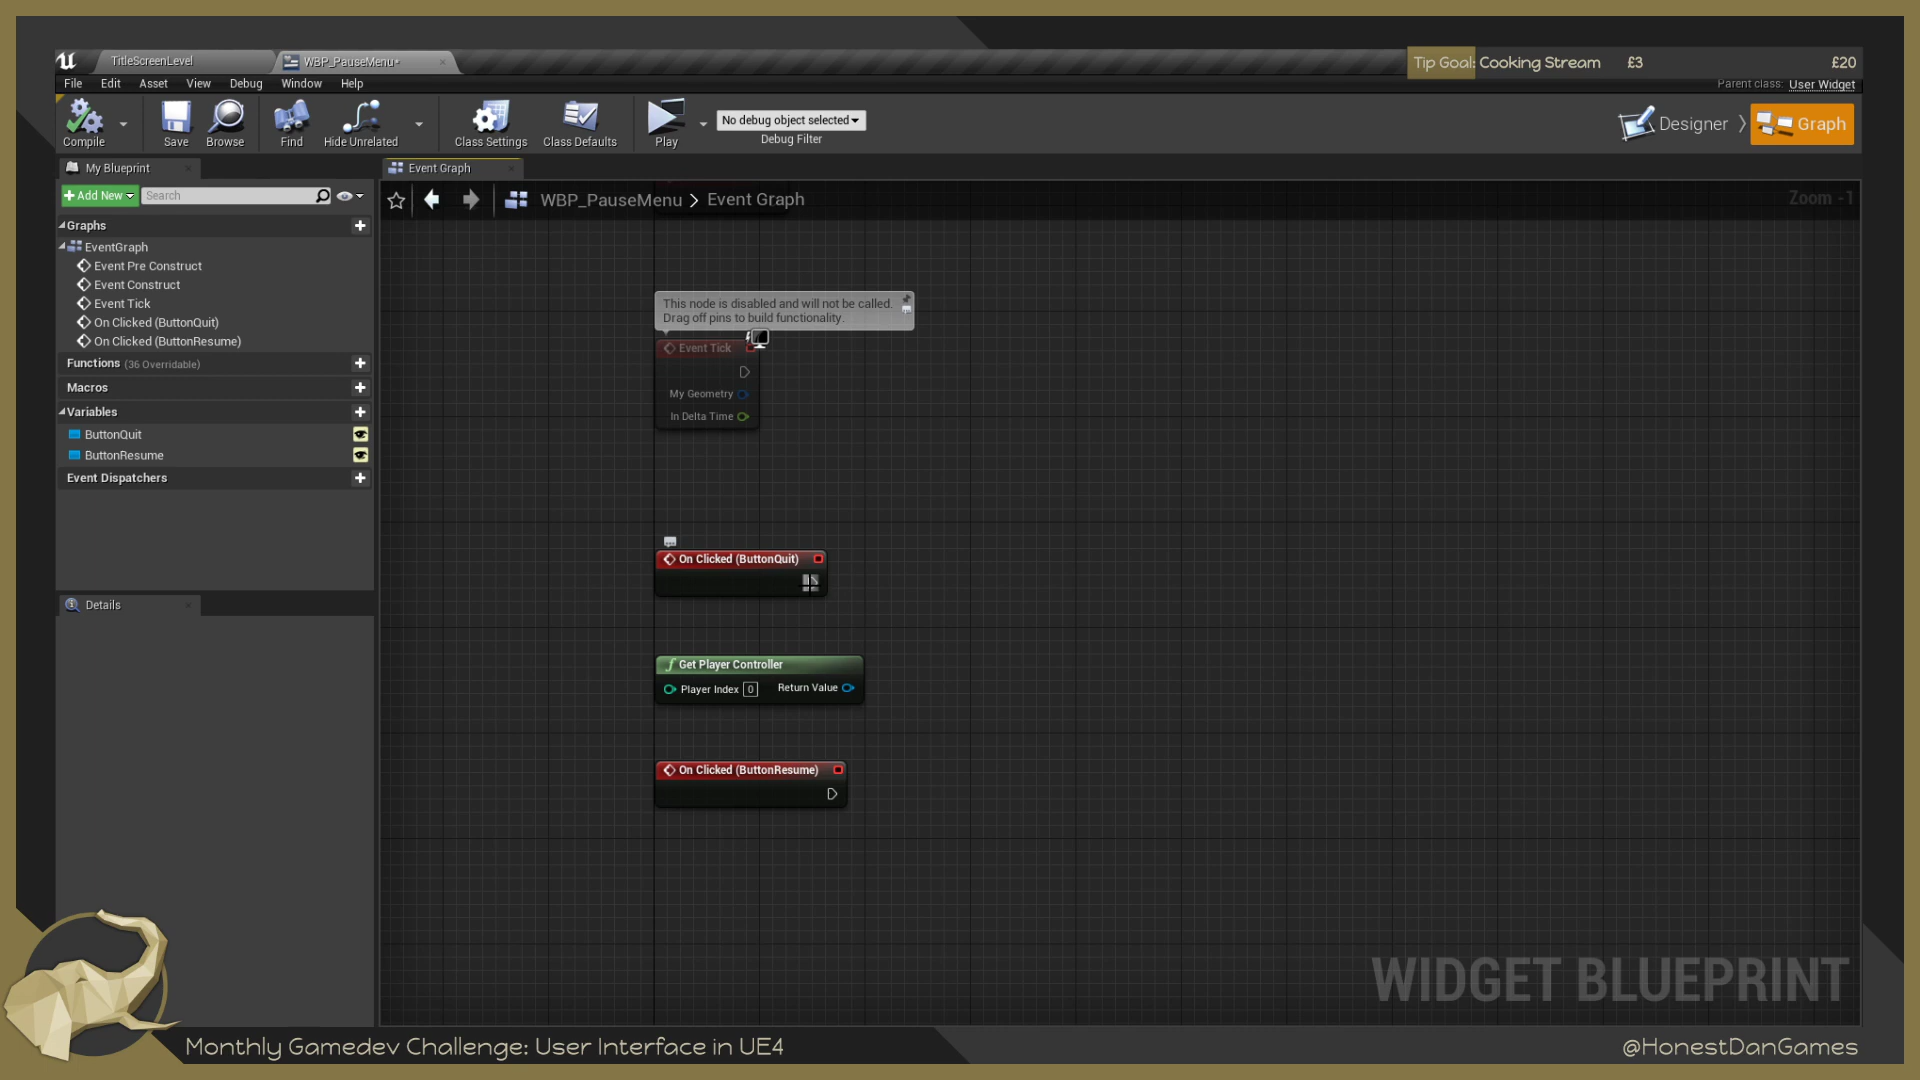 TitleScreenLevel
WBP_PauseMenu*
Tip Goal: Cooking Stream £3 £20
File Edit Asset View Debug Window Help
Parent class: User Widget
Compile
Save
Browse
Find
Hide Unrelated
Class Settings
Class Defaults
Play
No debug object selected
Debug Filter
Designer
Graph
My Blueprint
Event Graph
Add New
Search
WBP_PauseMenu > Event Graph
Zoom -1
Graphs
EventGraph
Event Pre Construct
Event Construct
Event Tick
On Clicked (ButtonQuit)
On Clicked (ButtonResume)
Functions (36 Overridable)
Macros
Variables
ButtonQuit
ButtonResume
Event Dispatchers
Details
This node is disabled and will not be called.
Drag off pins to build functionality.
Event Tick
My Geometry
In Delta Time
On Clicked (ButtonQuit)
Get Player Controller
Player Index 0 Return Value
On Clicked (ButtonResume)
WIDGET BLUEPRINT
Monthly Gamedev Challenge: User Interface in UE4
@HonestDanGames